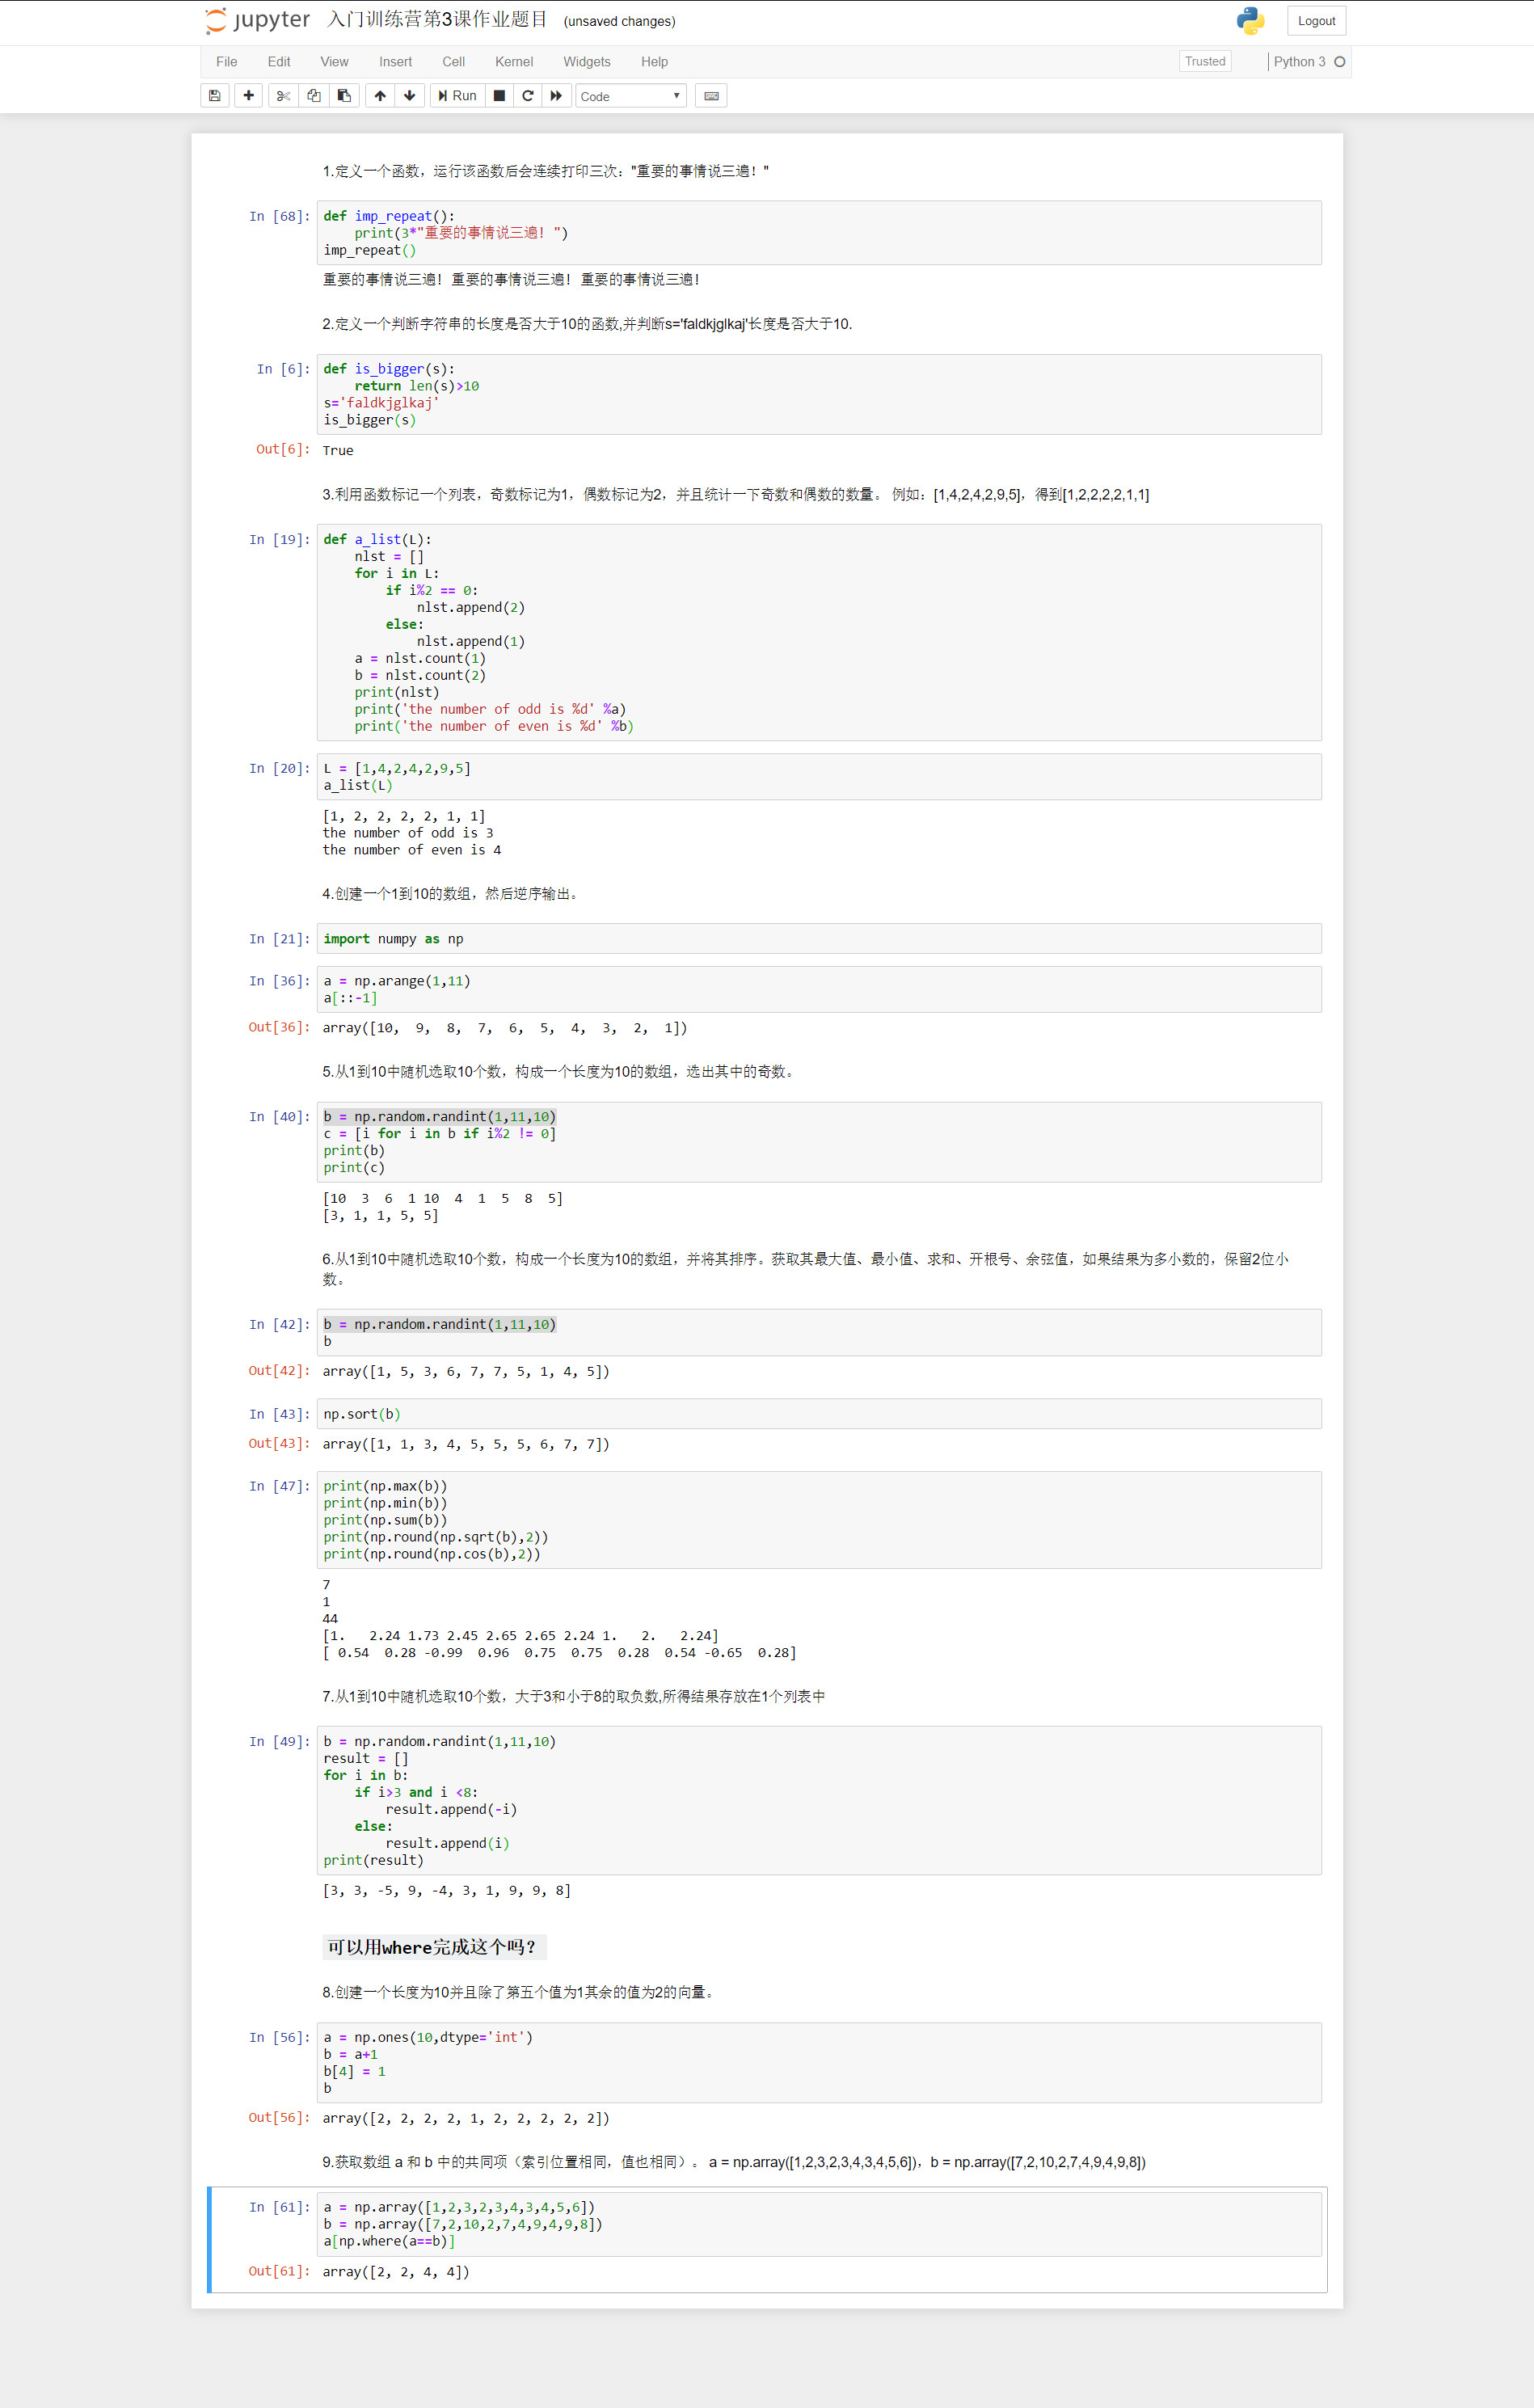 jupyter 入门训练营第3课作业题目 (unsaved changes) Logout
File Edit View Insert Cell Kernel Widgets Help Trusted Python 3
Run Code
1.定义一个函数，运行该函数后会连续打印三次："重要的事情说三遍！"
In [68]: def imp_repeat():
    print(3*"重要的事情说三遍！")
imp_repeat()
重要的事情说三遍！重要的事情说三遍！重要的事情说三遍！
2.定义一个判断字符串的长度是否大于10的函数,并判断s='faldkjglkaj'长度是否大于10.
In [6]: def is_bigger(s):
    return len(s)>10
s='faldkjglkaj'
is_bigger(s)
Out[6]: True
3.利用函数标记一个列表，奇数标记为1，偶数标记为2，并且统计一下奇数和偶数的数量。 例如：[1,4,2,4,2,9,5]，得到[1,2,2,2,2,1,1]
In [19]: def a_list(L):
    nlst = []
    for i in L:
        if i%2 == 0:
            nlst.append(2)
        else:
            nlst.append(1)
    a = nlst.count(1)
    b = nlst.count(2)
    print(nlst)
    print('the number of odd is %d' %a)
    print('the number of even is %d' %b)
In [20]: L = [1,4,2,4,2,9,5]
a_list(L)
[1, 2, 2, 2, 2, 1, 1]
the number of odd is 3
the number of even is 4
4.创建一个1到10的数组，然后逆序输出。
In [21]: import numpy as np
In [36]: a = np.arange(1,11)
a[::-1]
Out[36]: array([10,  9,  8,  7,  6,  5,  4,  3,  2,  1])
5.从1到10中随机选取10个数，构成一个长度为10的数组，选出其中的奇数。
In [40]: b = np.random.randint(1,11,10)
c = [i for i in b if i%2 != 0]
print(b)
print(c)
[10  3  6  1 10  4  1  5  8  5]
[3, 1, 1, 5, 5]
6.从1到10中随机选取10个数，构成一个长度为10的数组，并将其排序。获取其最大值、最小值、求和、开根号、余弦值，如果结果为多小数的，保留2位小
数。
In [42]: b = np.random.randint(1,11,10)
b
Out[42]: array([1, 5, 3, 6, 7, 7, 5, 1, 4, 5])
In [43]: np.sort(b)
Out[43]: array([1, 1, 3, 4, 5, 5, 5, 6, 7, 7])
In [47]: print(np.max(b))
print(np.min(b))
print(np.sum(b))
print(np.round(np.sqrt(b),2))
print(np.round(np.cos(b),2))
7
1
44
[1.   2.24 1.73 2.45 2.65 2.65 2.24 1.   2.   2.24]
[ 0.54  0.28 -0.99  0.96  0.75  0.75  0.28  0.54 -0.65  0.28]
7.从1到10中随机选取10个数，大于3和小于8的取负数,所得结果存放在1个列表中
In [49]: b = np.random.randint(1,11,10)
result = []
for i in b:
    if i>3 and i <8:
        result.append(-i)
    else:
        result.append(i)
print(result)
[3, 3, -5, 9, -4, 3, 1, 9, 9, 8]
可以用where完成这个吗？
8.创建一个长度为10并且除了第五个值为1其余的值为2的向量。
In [56]: a = np.ones(10,dtype='int')
b = a+1
b[4] = 1
b
Out[56]: array([2, 2, 2, 2, 1, 2, 2, 2, 2, 2])
9.获取数组 a 和 b 中的共同项（索引位置相同，值也相同）。 a = np.array([1,2,3,2,3,4,3,4,5,6])，b = np.array([7,2,10,2,7,4,9,4,9,8])
In [61]: a = np.array([1,2,3,2,3,4,3,4,5,6])
b = np.array([7,2,10,2,7,4,9,4,9,8])
a[np.where(a==b)]
Out[61]: array([2, 2, 4, 4])